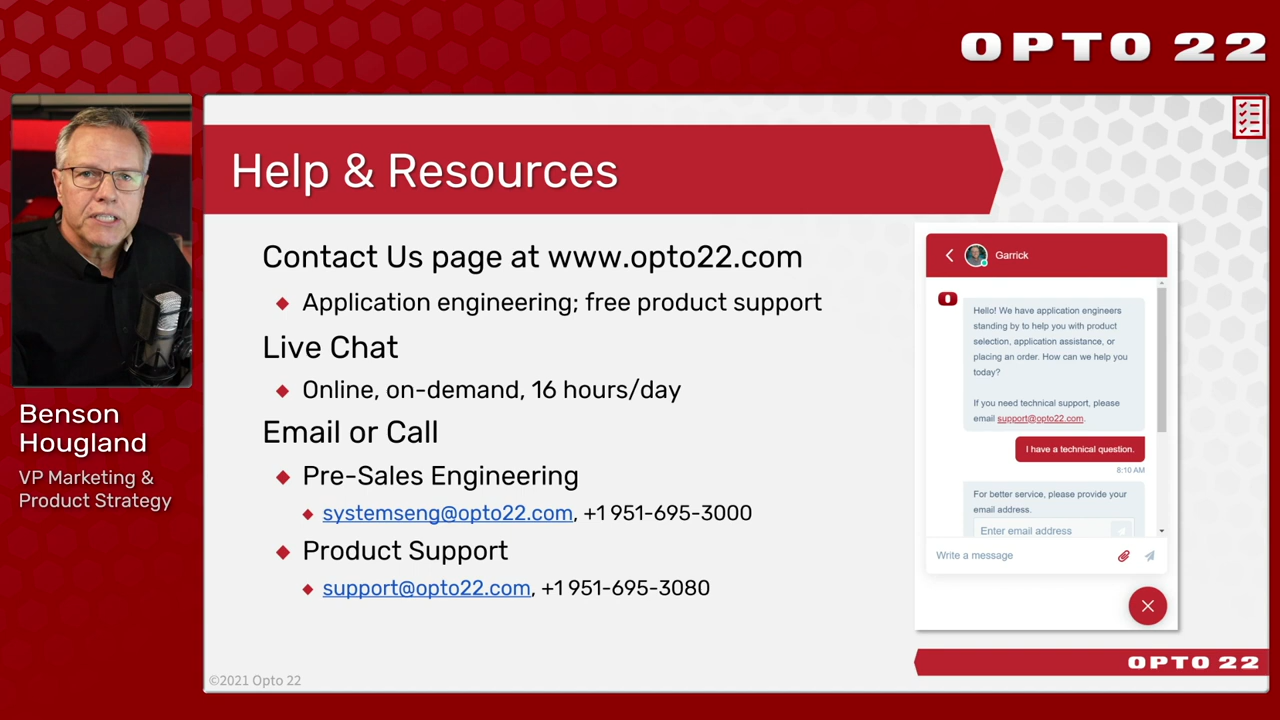 OPTO 22
Help & Resources
Benson
Hougland
VP Marketing &
Product Strategy
Contact Us page at www.opto22.com
Application engineering; free product support
Live Chat
Online, on-demand, 16 hours/day
Email or Call
Pre-Sales Engineering
systemseng@opto22.com, +1 951-695-3000
Product Support
support@opto22.com, +1 951-695-3080
Garrick
Hello! We have application engineers
standing by to help you with product
selection, application assistance, or
placing an order. How can we help you
today?
If you need technical support, please
email support@opto22.com.
I have a technical question.
8:10 AM
For better service, please provide your
email address.
Enter email address
Write a message
OPTO 22
©2021 Opto 22